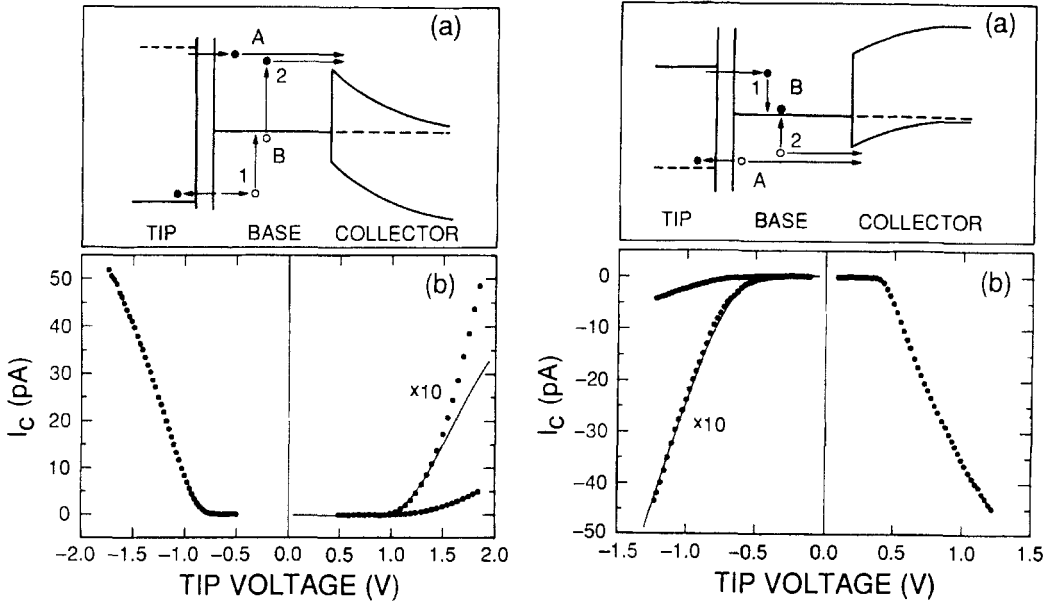 (a)
A
2
B
1
TIP BASE COLLECTOR
(b)
50
40
30
20
10
0
I_C (pA)
x10
-2.0 -1.5 -1.0 -0.5 0.0 0.5 1.0 1.5 2.0
TIP VOLTAGE (V)
(a)
1
B
2
A
TIP BASE COLLECTOR
(b)
0
-10
-20
-30
-40
-50
I_C (pA)
x10
-1.5 -1.0 -0.5 0.0 0.5 1.0 1.5
TIP VOLTAGE (V)